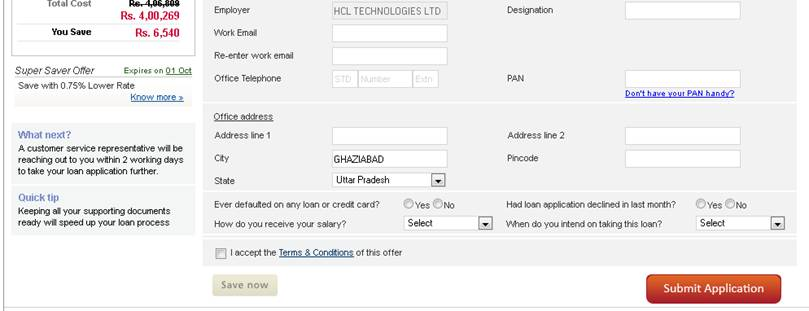 Total Cost Rs. 4,06,809
Rs. 4,00,269
You Save Rs. 6,540
Super Saver Offer Expires on 01 Oct
Save with 0.75% Lower Rate
Know more »
What next?
A customer service representative will be
reaching out to you within 2 working days
to take your loan application further.
Quick tip
Keeping all your supporting documents
ready will speed up your loan process
Employer HCL TECHNOLOGIES LTD Designation
Work Email
Re-enter work email
Office Telephone STD Number Extn PAN
Don't have your PAN handy?
Office address
Address line 1 Address line 2
City GHAZIABAD Pincode
State Uttar Pradesh
Ever defaulted on any loan or credit card? Yes No Had loan application declined in last month? Yes No
How do you receive your salary? Select When do you intend on taking this loan? Select
I accept the Terms & Conditions of this offer
Save now Submit Application